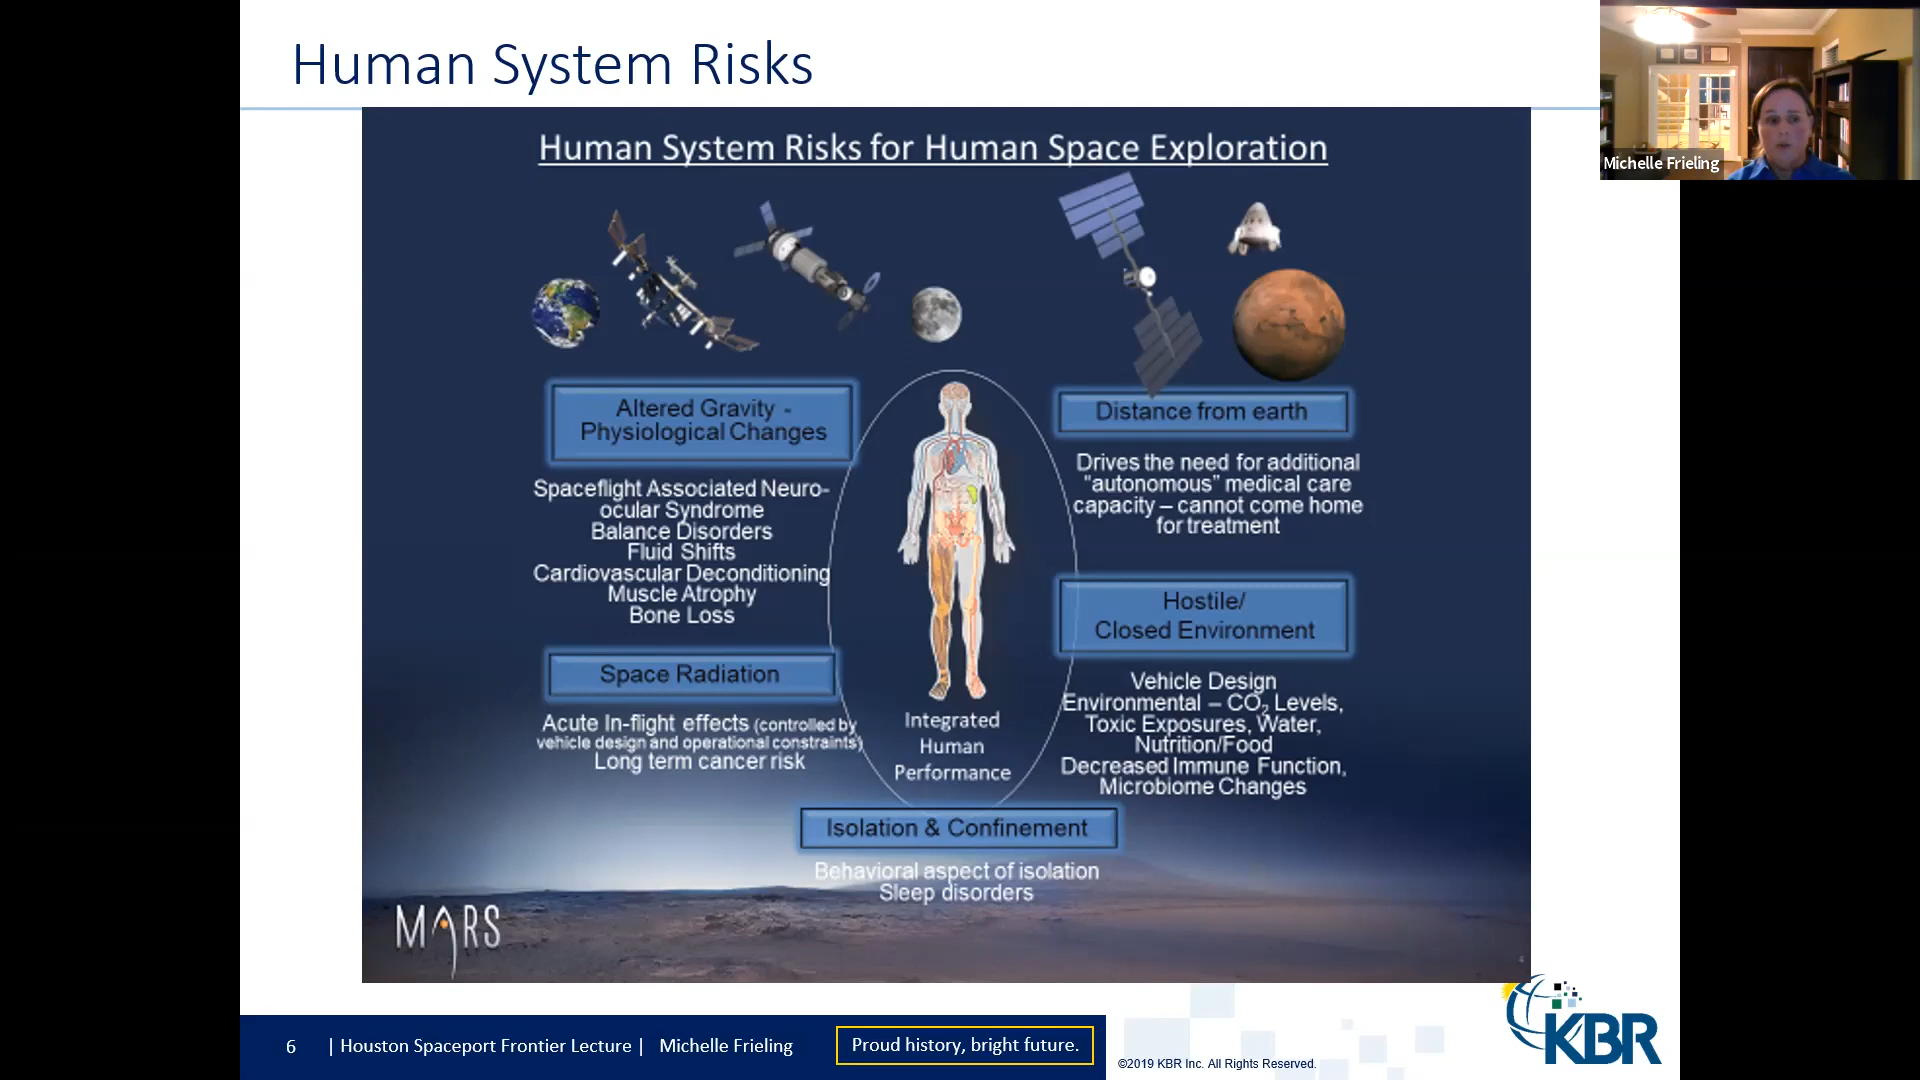 Human System Risks
Michelle Frieling
Human System Risks for Human Space Exploration
Altered Gravity -
Physiological Changes
Spaceflight Associated Neuro-
ocular Syndrome
Balance Disorders
Fluid Shifts
Cardiovascular Deconditioning
Muscle Atrophy
Bone Loss
Space Radiation
Acute In-flight effects (controlled by
vehicle design and operational constraints)
Long term cancer risk
Integrated
Human
Performance
Distance from earth
Drives the need for additional
"autonomous" medical care
capacity – cannot come home
for treatment
Hostile/
Closed Environment
Vehicle Design
Environmental – CO₂ Levels,
Toxic Exposures, Water,
Nutrition/Food
Decreased Immune Function,
Microbiome Changes
Isolation & Confinement
Behavioral aspect of isolation
Sleep disorders
MARS
4
6 | Houston Spaceport Frontier Lecture | Michelle Frieling
Proud history, bright future.
©2019 KBR Inc. All Rights Reserved.
KBR